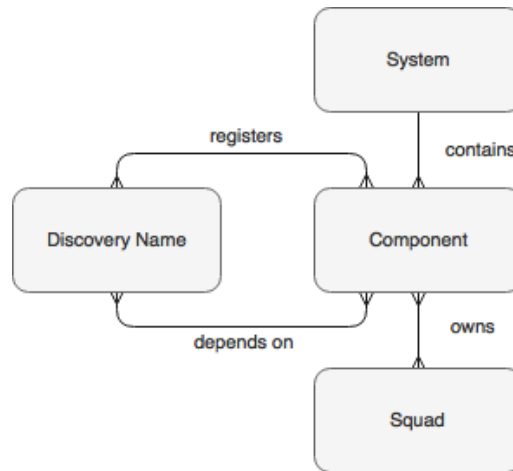 System
registers
contains
Discovery Name
Component
depends on
owns
Squad